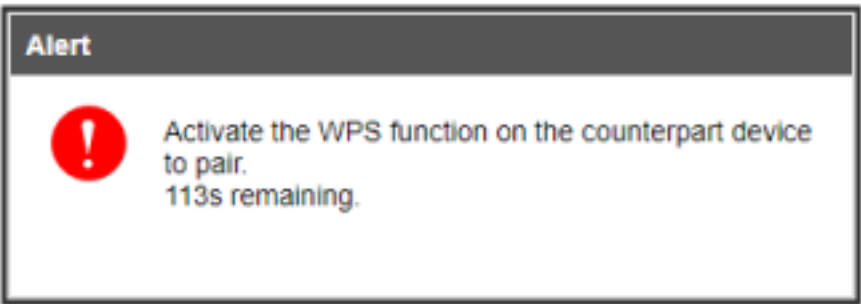 Alert
Activate the WPS function on the counterpart device
to pair.
113s remaining.